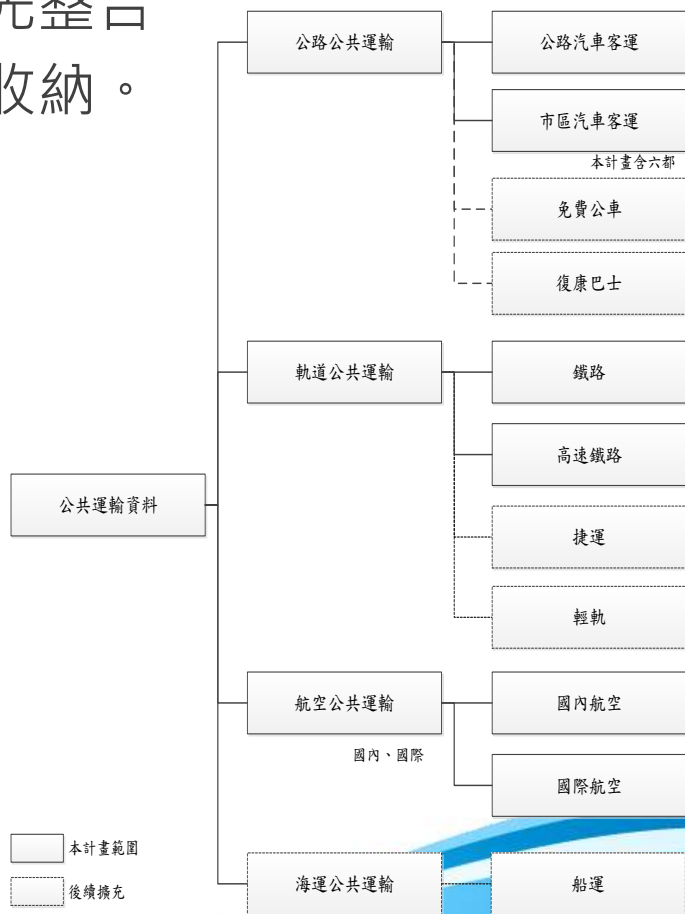 先整合
收納。
公路公共運輸
公路汽車客運
市區汽車客運
本計畫含六都
免費公車
復康巴士
軌道公共運輸
鐵路
高速鐵路
公共運輸資料
捷運
輕軌
航空公共運輸
國內、國際
國內航空
國際航空
海運公共運輸
船運
本計畫範圍
後續擴充